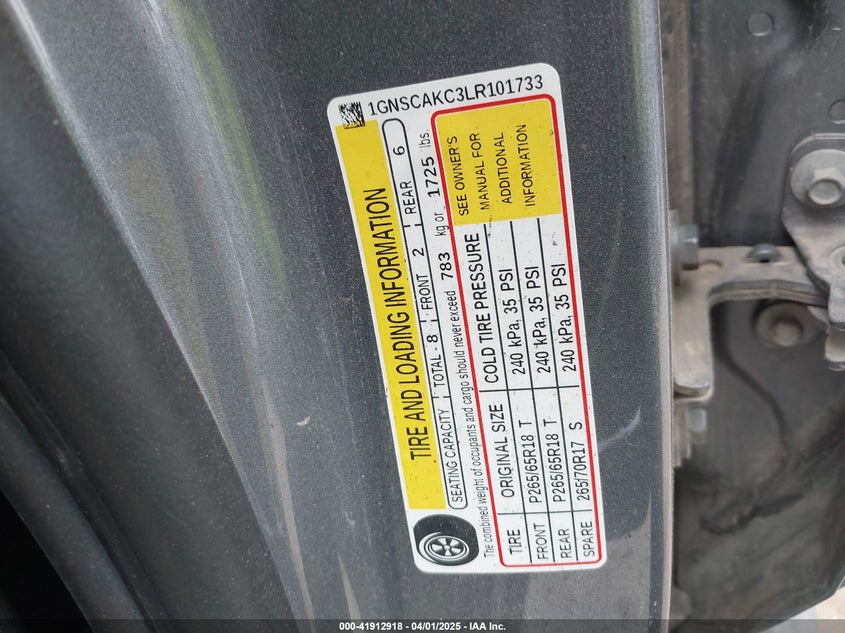 1GNSCAKC3LR101733
TIRE AND LOADING INFORMATION
SEATING CAPACITY TOTAL 8 FRONT 2 REAR 6
The combined weight of occupants and cargo should never exceed 783 kg or 1725 lbs.
TIRE ORIGINAL SIZE COLD TIRE PRESSURE
FRONT P265/65R18 T 240 kPa, 35 PSI
REAR P265/65R18 T 240 kPa, 35 PSI
SPARE 265/70R17 S 240 kPa, 35 PSI
SEE OWNER'S
MANUAL FOR
ADDITIONAL
INFORMATION
000-41912918 - 04/01/2025 - IAA Inc.